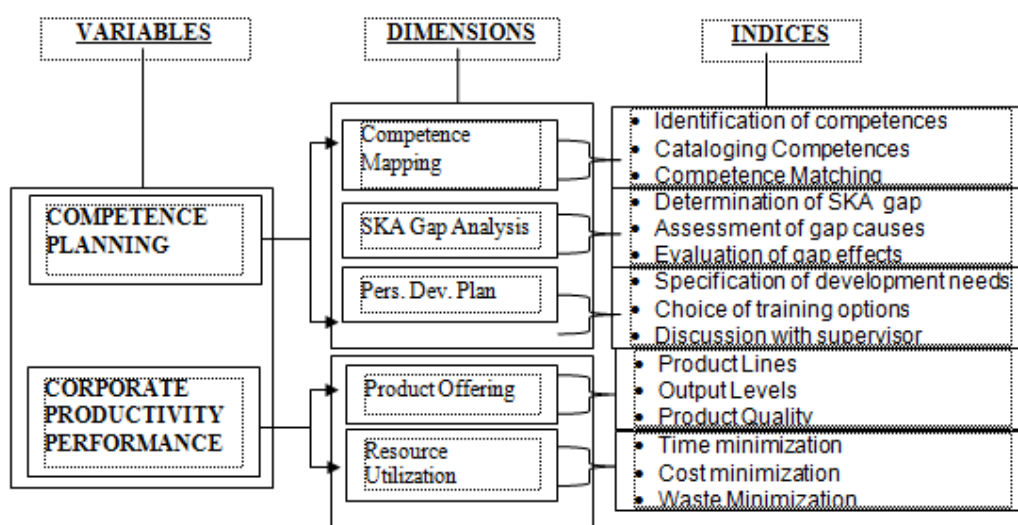 VARIABLES
DIMENSIONS
INDICES
COMPETENCE
PLANNING
CORPORATE
PRODUCTIVITY
PERFORMANCE
Competence
Mapping
SKA Gap Analysis
Pers. Dev. Plan
Product Offering
Resource
Utilization
• Identification of competences
• Cataloging Competences
• Competence Matching
• Determination of SKA gap
• Assessment of gap causes
• Evaluation of gap effects
• Specification of development needs
• Choice of training options
• Discussion with supervisor
• Product Lines
• Output Levels
• Product Quality
• Time minimization
• Cost minimization
• Waste Minimization